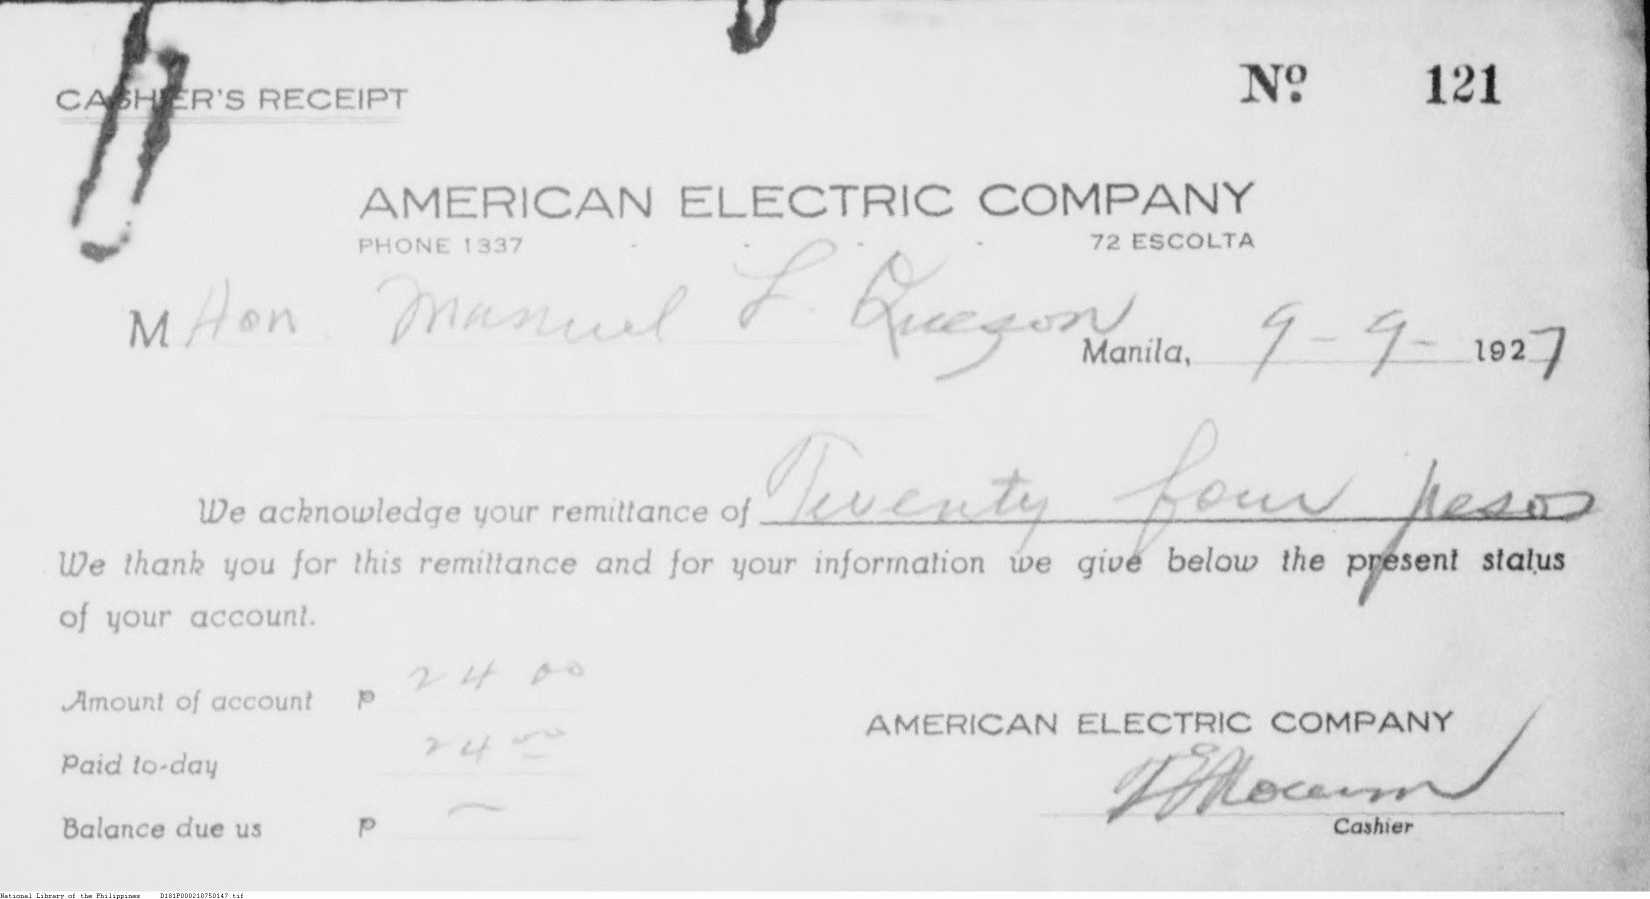 CASHIER'S RECEIPT
Nº 121
AMERICAN ELECTRIC COMPANY
PHONE 1337 72 ESCOLTA
M Hon. Manuel L. Quezon
Manila, 9-9-1927
We acknowledge your remittance of Twenty four pesos
We thank you for this remittance and for your information we give below the present status
of your account.
Amount of account ₱ 24 00
Paid to-day 24 00
Balance due us ₱ —
AMERICAN ELECTRIC COMPANY
Cashier
National Library of the Philippines D181P000210750147.tif